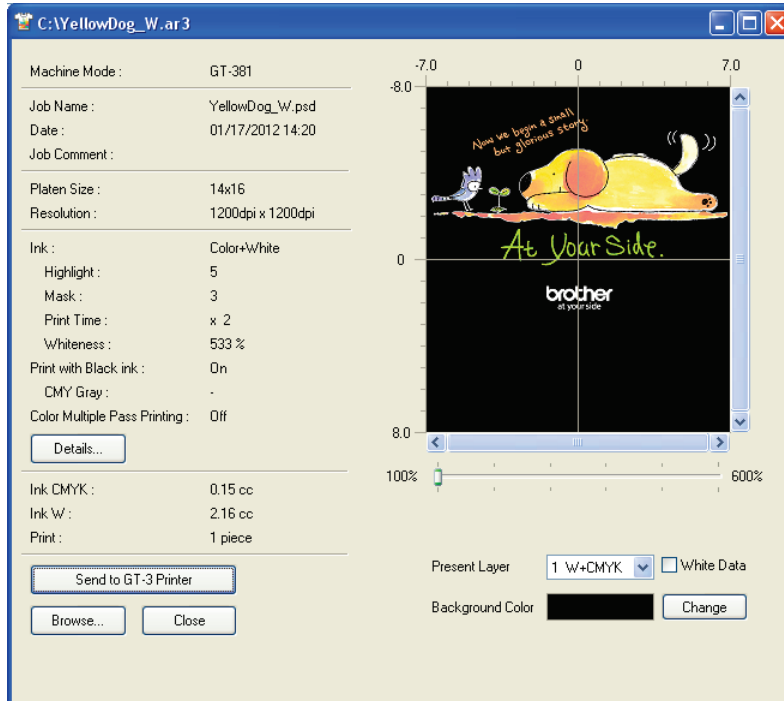 C:\YellowDog_W.ar3
Machine Mode : GT-381
Job Name : YellowDog_W.psd
Date : 01/17/2012 14:20
Job Comment :
Platen Size : 14x16
Resolution : 1200dpi x 1200dpi
Ink : Color+White
Highlight : 5
Mask : 3
Print Time : x 2
Whiteness : 533 %
Print with Black ink : On
CMY Gray : -
Color Multiple Pass Printing : Off
Details...
Ink CMYK : 0.15 cc
Ink W : 2.16 cc
Print : 1 piece
Send to GT-3 Printer
Browse... Close
-7.0 0 7.0
-8.0
Now we begin a small
but glorious story.
At Your Side.
0
brother
at your side
8.0
100% 600%
Present Layer 1 W+CMYK White Data
Background Color Change